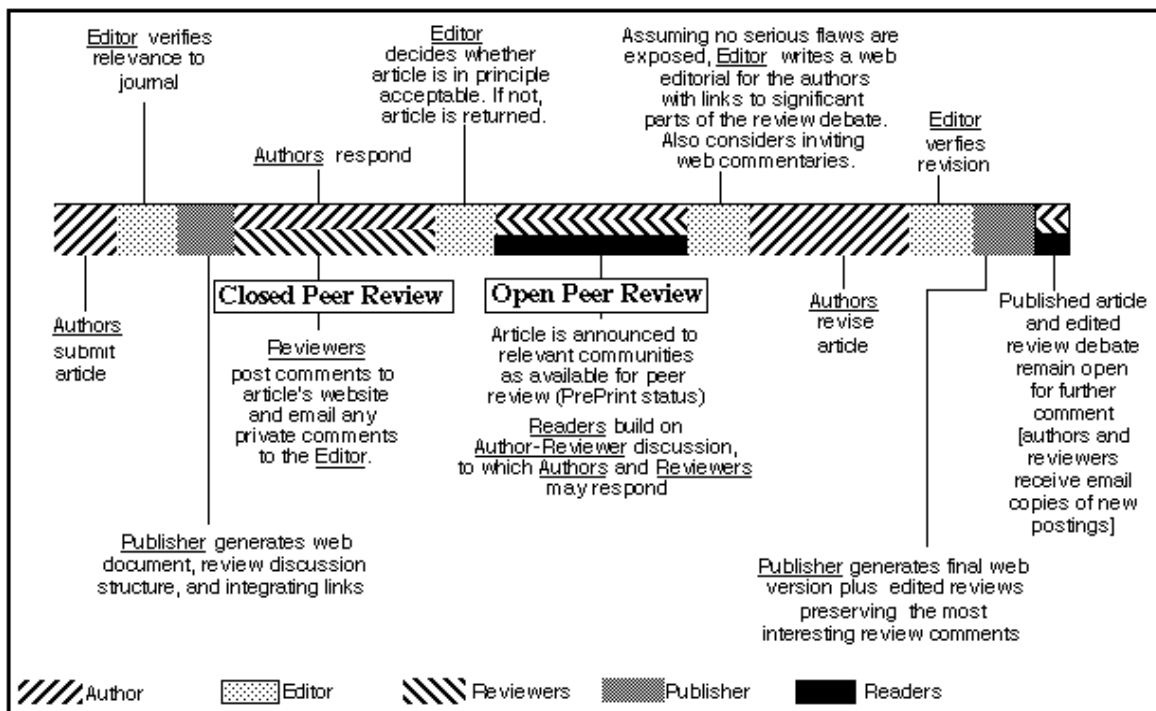 Editor verifies
relevance to
journal
Editor
decides whether
article is in principle
acceptable. If not,
article is returned.
Assuming no serious flaws are
exposed, Editor writes a web
editorial for the authors
with links to significant
parts of the review debate.
Also considers inviting
web commentaries.
Editor
verfies
revision
Authors respond
Closed Peer Review
Open Peer Review
Authors
submit
article
Reviewers
post comments to
article's website
and email any
private comments
to the Editor.
Article is announced to
relevant communities
as available for peer
review (PrePrint status)
Readers build on
Author-Reviewer discussion,
to which Authors and Reviewers
may respond
Authors
revise
article
Published article
and edited
review debate
remain open
for further
comment
[authors and
reviewers
receive email
copies of new
postings]
Publisher generates web
document, review discussion
structure, and integrating links
Publisher generates final web
version plus edited reviews
preserving the most
interesting review comments
Author
Editor
Reviewers
Publisher
Readers